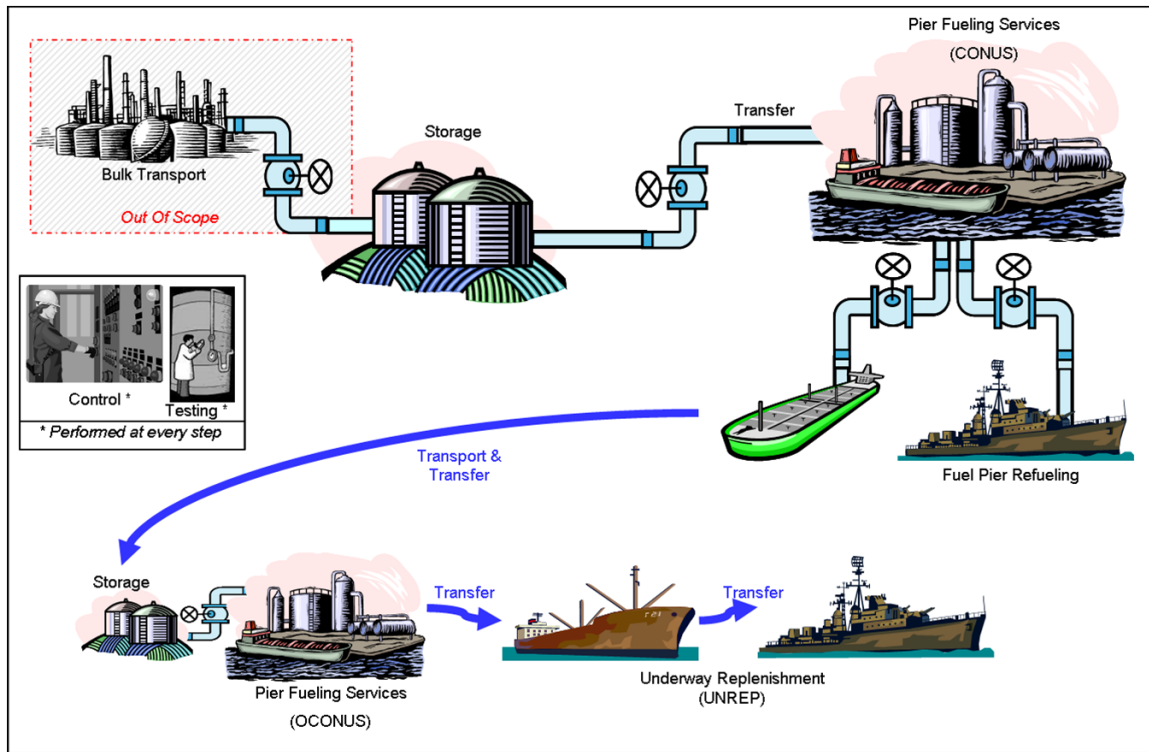 Pier Fueling Services
(CONUS)
Transfer
Storage
Bulk Transport
Out Of Scope
Control *
Testing *
* Performed at every step
Transport &
Transfer
Fuel Pier Refueling
Storage
Transfer
Transfer
Pier Fueling Services
(OCONUS)
Underway Replenishment
(UNREP)